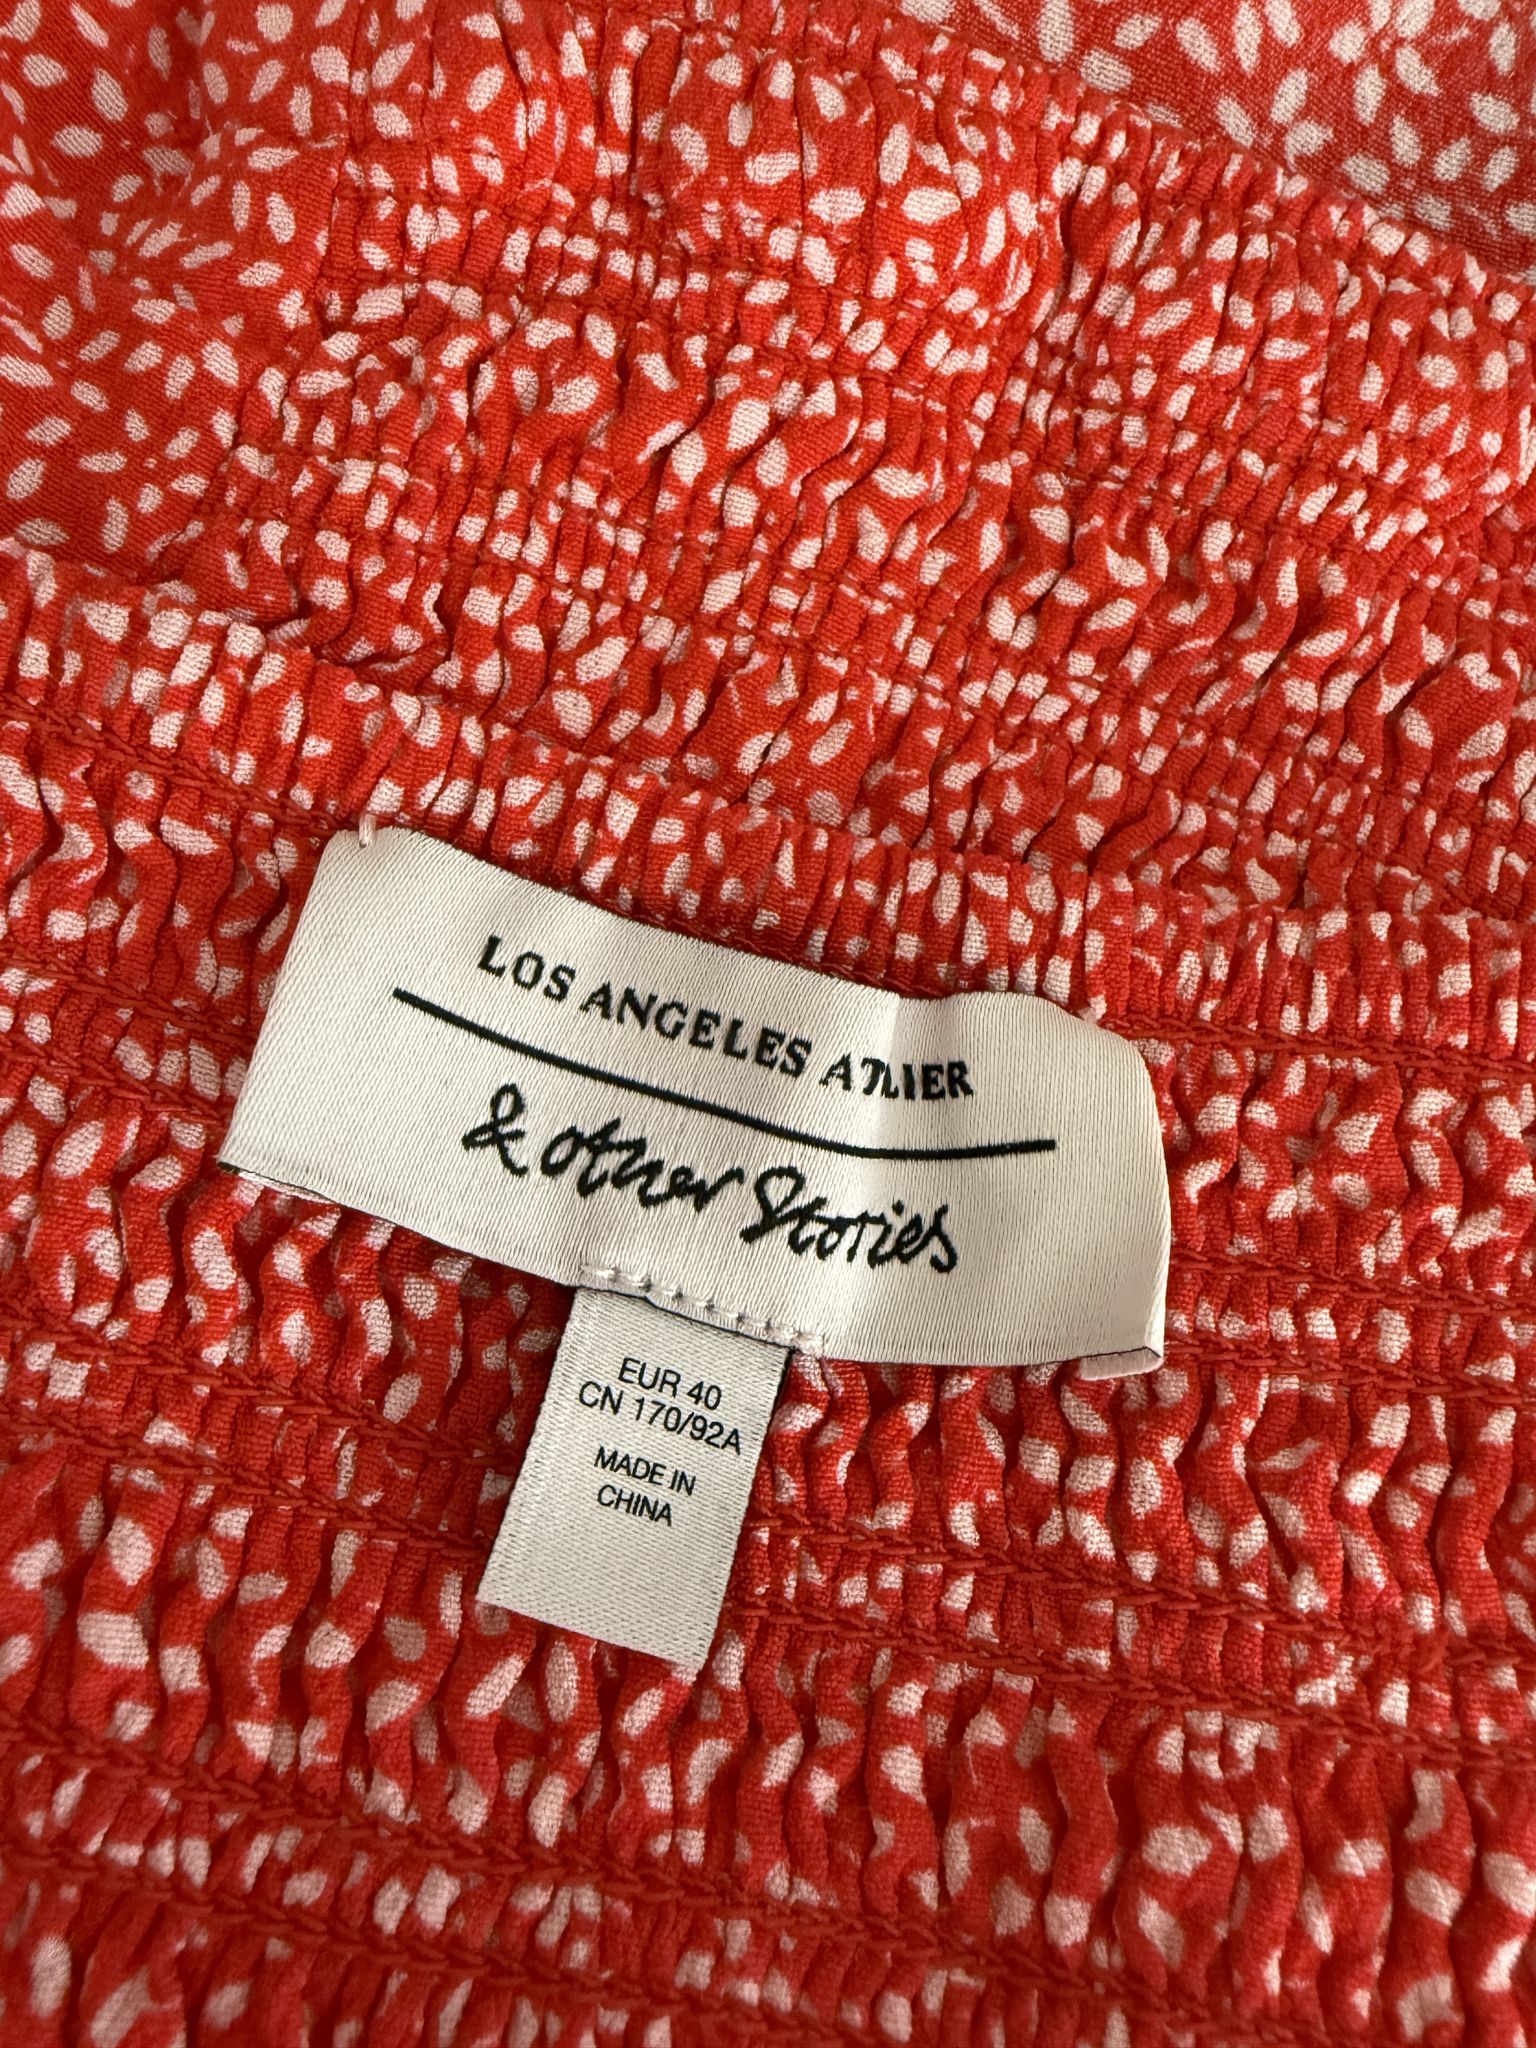 LOS ANGELES ATLIER
& other Stories
EUR 40
CN 170/92A
MADE IN
CHINA